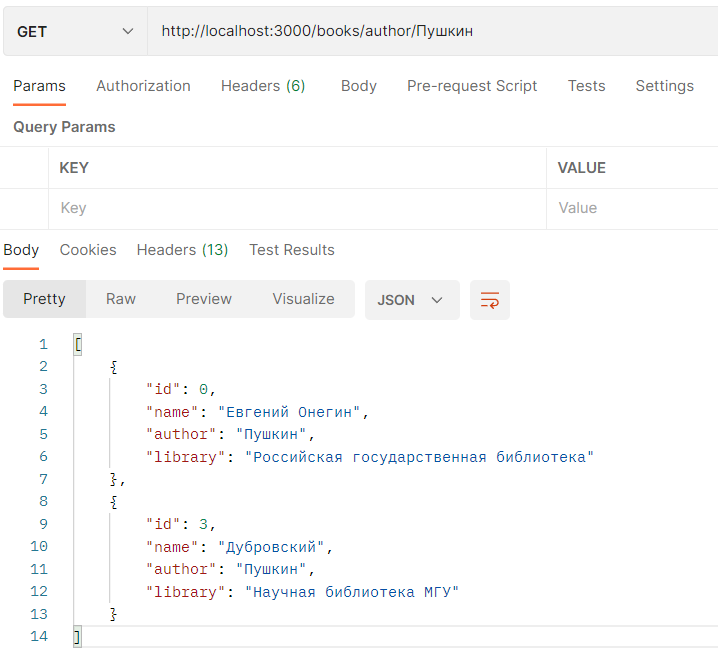 GET http://localhost:3000/books/author/Пушкин
Params Authorization Headers (6) Body Pre-request Script Tests Settings
Query Params
KEY VALUE
Key Value
Body Cookies Headers (13) Test Results
Pretty Raw Preview Visualize JSON
1 [
2 {
3 "id": 0,
4 "name": "Евгений Онегин",
5 "author": "Пушкин",
6 "library": "Российская государственная библиотека"
7 },
8 {
9 "id": 3,
10 "name": "Дубровский",
11 "author": "Пушкин",
12 "library": "Научная библиотека МГУ"
13 }
14 ]